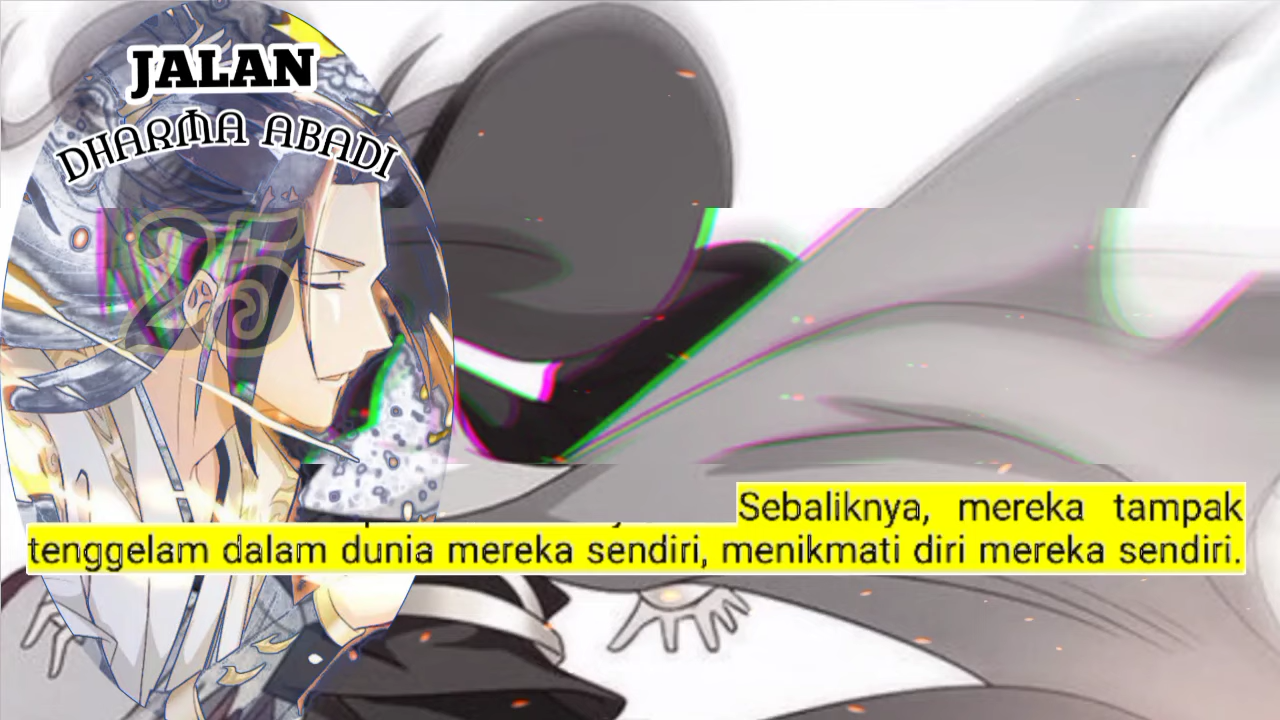 JALAN
DHARMA ABADI
25
Sebaliknya, mereka tampak
tenggelam dalam dunia mereka sendiri, menikmati diri mereka sendiri.